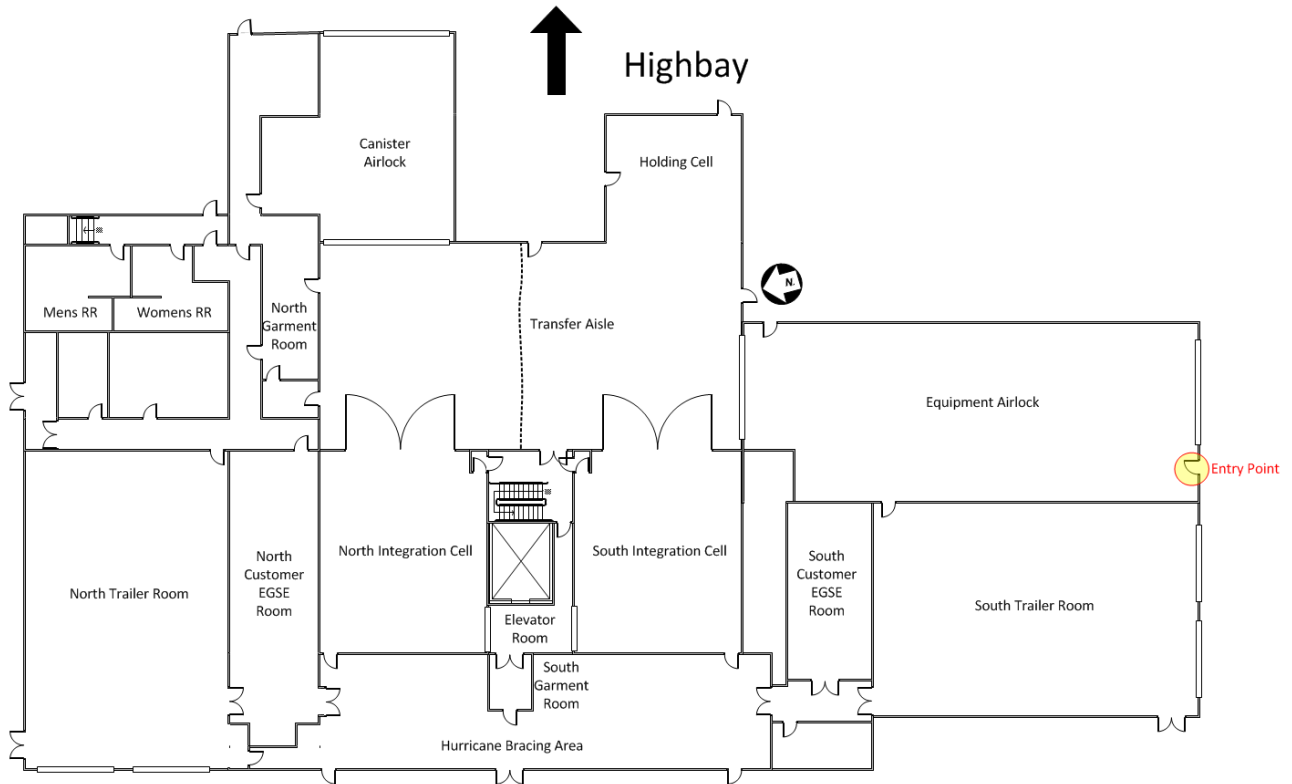 Highbay
Canister
Airlock
Holding Cell
N.
Mens RR
Womens RR
North
Garment
Room
Transfer Aisle
Equipment Airlock
Entry Point
North Trailer Room
North
Customer
EGSE
Room
North Integration Cell
South Integration Cell
South
Customer
EGSE
Room
South Trailer Room
Elevator
Room
South
Garment
Room
Hurricane Bracing Area